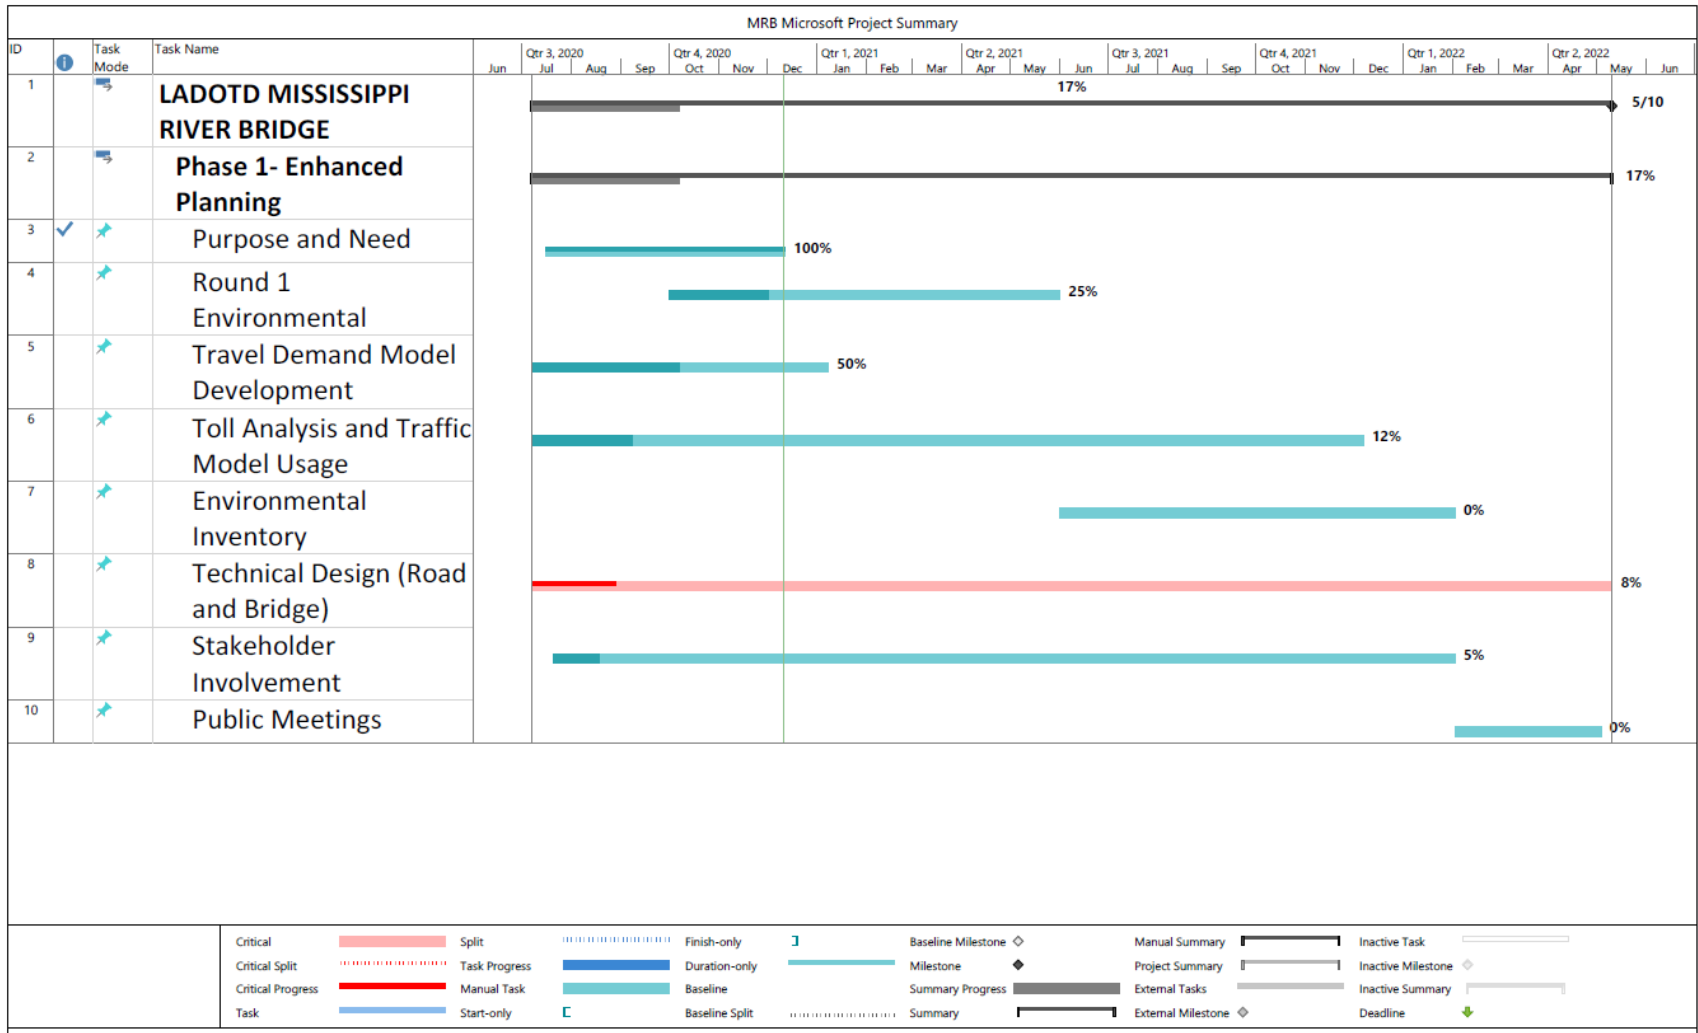 MRB Microsoft Project Summary
ID Task Mode Task Name
Qtr 3, 2020 Qtr 4, 2020 Qtr 1, 2021 Qtr 2, 2021 Qtr 3, 2021 Qtr 4, 2021 Qtr 1, 2022 Qtr 2, 2022
Jun Jul Aug Sep Oct Nov Dec Jan Feb Mar Apr May Jun Jul Aug Sep Oct Nov Dec Jan Feb Mar Apr May Jun
1 LADOTD MISSISSIPPI
RIVER BRIDGE
17%
5/10
2 Phase 1- Enhanced
Planning
17%
3 Purpose and Need
100%
4 Round 1
Environmental
25%
5 Travel Demand Model
Development
50%
6 Toll Analysis and Traffic
Model Usage
12%
7 Environmental
Inventory
0%
8 Technical Design (Road
and Bridge)
8%
9 Stakeholder
Involvement
5%
10 Public Meetings
0%
Critical Split Finish-only Baseline Milestone Manual Summary Inactive Task
Critical Split Task Progress Duration-only Milestone Project Summary Inactive Milestone
Critical Progress Manual Task Baseline Summary Progress External Tasks Inactive Summary
Task Start-only Baseline Split Summary External Milestone Deadline